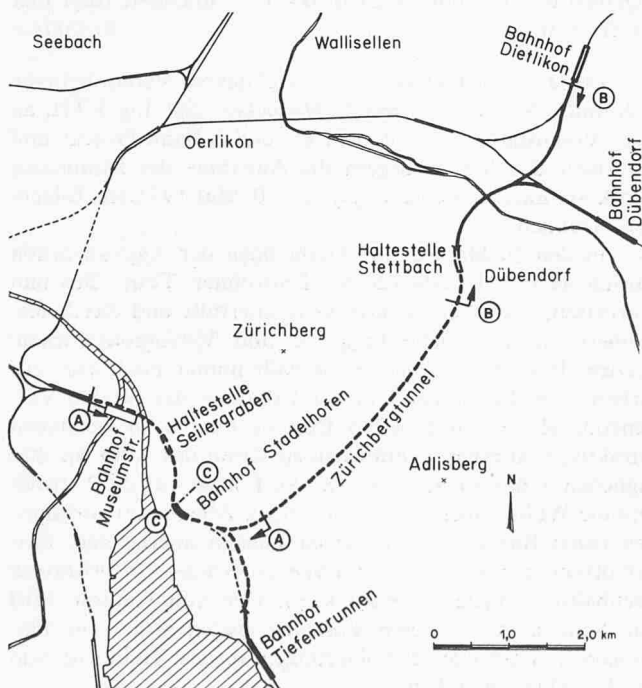 Seebach
Wallisellen
Bahnhof
Dietlikon
B
Oerlikon
Bahnhof
Dübendorf
Haltestelle
Stettbach
Dübendorf
B
Zürichberg
Haltestelle
Seilergraben
A
Bahnhof
Museumstr.
C
Bahnhof Stadelhofen
Zürichbergtunnel
Adlisberg
N
C
A
Bahnhof
Tiefenbrunnen
0 1,0 2,0 km